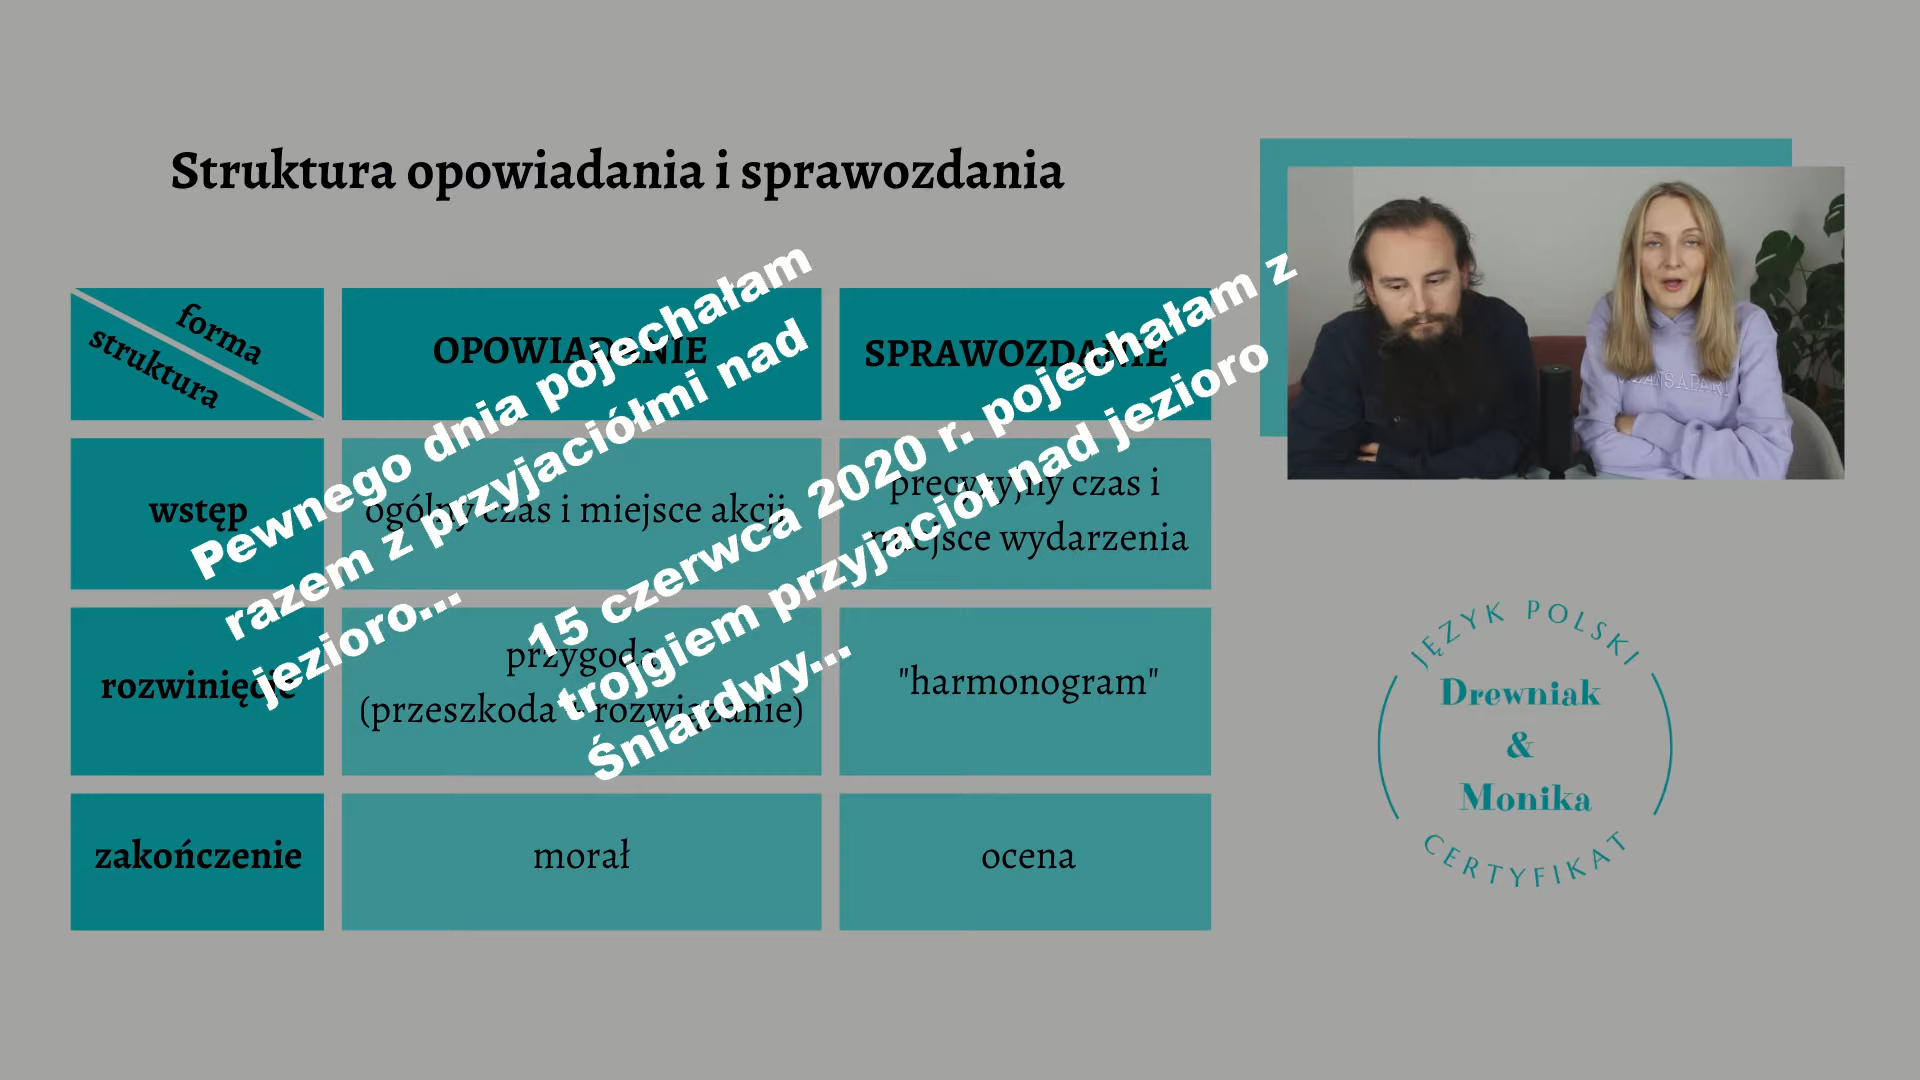 Struktura opowiadania i sprawozdania
forma
struktura
OPOWIADANIE
SPRAWOZDANIE
wstęp
ogólny czas i miejsce akcji
precyzyjny czas i
miejsce wydarzenia
rozwinięcie
przygoda
(przeszkoda + rozwiązanie)
"harmonogram"
zakończenie
morał
ocena
Pewnego dnia pojechałam
razem z przyjaciółmi nad
jezioro...
15 czerwca 2020 r. pojechałam z
trojgiem przyjaciół nad jezioro
Śniardwy...
JĘZYK POLSKI
Drewniak
&
Monika
CERTYFIKAT